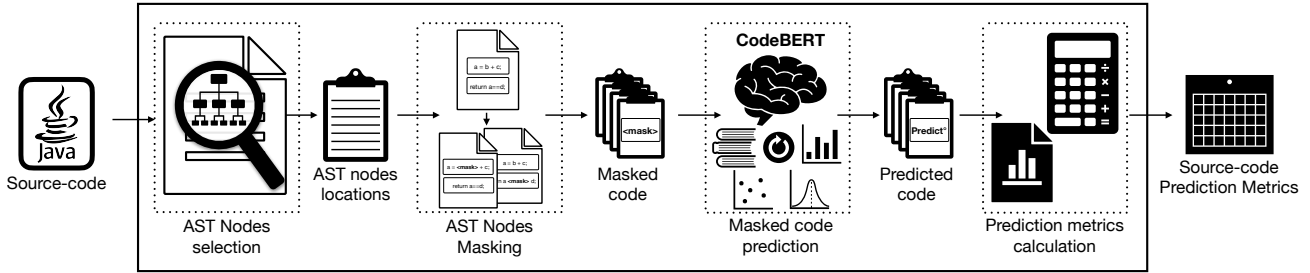 Java
Source-code
AST Nodes
selection
AST nodes
locations
a = b + c;
return a==d;
a = <mask> + c;
return a==d;
a = b + c;
n a <mask> d;
AST Nodes
Masking
<mask>
Masked
code
CodeBERT
Masked code
prediction
Predict°
Predicted
code
÷
×
−
+
=
Prediction metrics
calculation
Source-code
Prediction Metrics